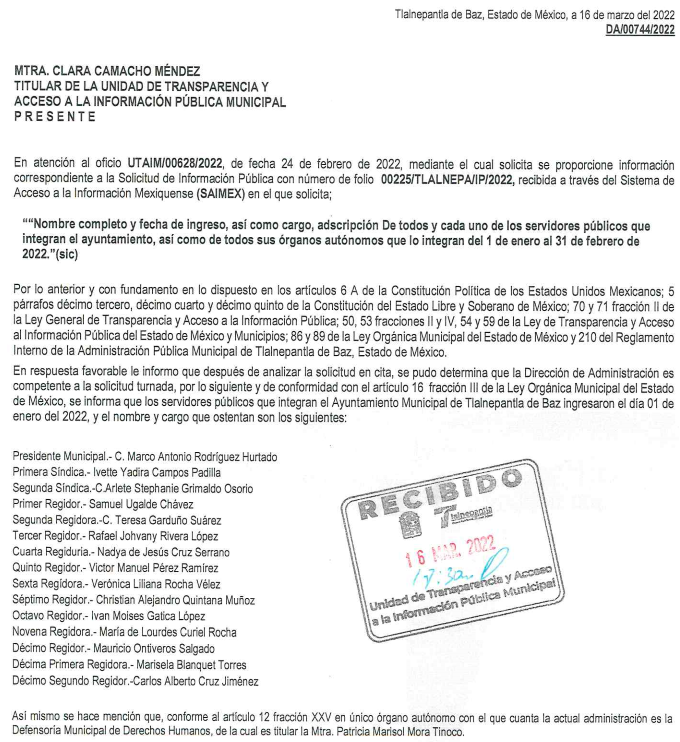 Tlalnepantla de Baz, Estado de México, a 16 de marzo del 2022
DA/00744/2022
MTRA. CLARA CAMACHO MÉNDEZ
TITULAR DE LA UNIDAD DE TRANSPARENCIA Y
ACCESO A LA INFORMACIÓN PÚBLICA MUNICIPAL
P R E S E N T E
En atención al oficio UTAIM/00628/2022, de fecha 24 de febrero de 2022, mediante el cual solicita se proporcione información
correspondiente a la Solicitud de Información Pública con número de folio 00225/TLALNEPA/IP/2022, recibida a través del Sistema de
Acceso a la Información Mexiquense (SAIMEX) en el que solicita;
““Nombre completo y fecha de ingreso, así como cargo, adscripción De todos y cada uno de los servidores públicos que
integran el ayuntamiento, así como de todos sus órganos autónomos que lo integran del 1 de enero al 31 de febrero de
2022.”(sic)
Por lo anterior y con fundamento en lo dispuesto en los artículos 6 A de la Constitución Política de los Estados Unidos Mexicanos; 5
párrafos décimo tercero, décimo cuarto y décimo quinto de la Constitución del Estado Libre y Soberano de México; 70 y 71 fracción II de
la Ley General de Transparencia y Acceso a la Información Pública; 50, 53 fracciones II y IV, 54 y 59 de la Ley de Transparencia y Acceso
al Información Pública del Estado de México y Municipios; 86 y 89 de la Ley Orgánica Municipal del Estado de México y 210 del Reglamento
Interno de la Administración Pública Municipal de Tlalnepantla de Baz, Estado de México.
En respuesta favorable le informo que después de analizar la solicitud en cita, se pudo determina que la Dirección de Administración es
competente a la solicitud turnada, por lo siguiente y de conformidad con el artículo 16 fracción III de la Ley Orgánica Municipal del Estado
de México, se informa que los servidores públicos que integran el Ayuntamiento Municipal de Tlalnepantla de Baz ingresaron el día 01 de
enero del 2022, y el nombre y cargo que ostentan son los siguientes:
Presidente Municipal.- C. Marco Antonio Rodríguez Hurtado
Primera Síndica.- Ivette Yadira Campos Padilla
Segunda Síndica.-C.Arlete Stephanie Grimaldo Osorio
Primer Regidor.- Samuel Ugalde Chávez
Segunda Regidora.-C. Teresa Garduño Suárez
Tercer Regidor.- Rafael Johvany Rivera López
Cuarta Regiduria.- Nadya de Jesús Cruz Serrano
Quinto Regidor.- Victor Manuel Pérez Ramírez
Sexta Regidora.- Verónica Liliana Rocha Vélez
Séptimo Regidor.- Christian Alejandro Quintana Muñoz
Octavo Regidor.- Ivan Moises Gatica López
Novena Regidora.- María de Lourdes Curiel Rocha
Décimo Regidor.- Mauricio Ontiveros Salgado
Décima Primera Regidora.- Marisela Blanquet Torres
Décimo Segundo Regidor.-Carlos Alberto Cruz Jiménez
RECIBIDO
Tlalnepantla
16 MAR. 2022
Unidad de Transparencia y Acceso
a la Información Pública Municipal
Así mismo se hace mención que, conforme al artículo 12 fracción XXV en único órgano autónomo con el que cuanta la actual administración es la
Defensoría Municipal de Derechos Humanos, de la cual es titular la Mtra. Patricia Marisol Mora Tinoco.